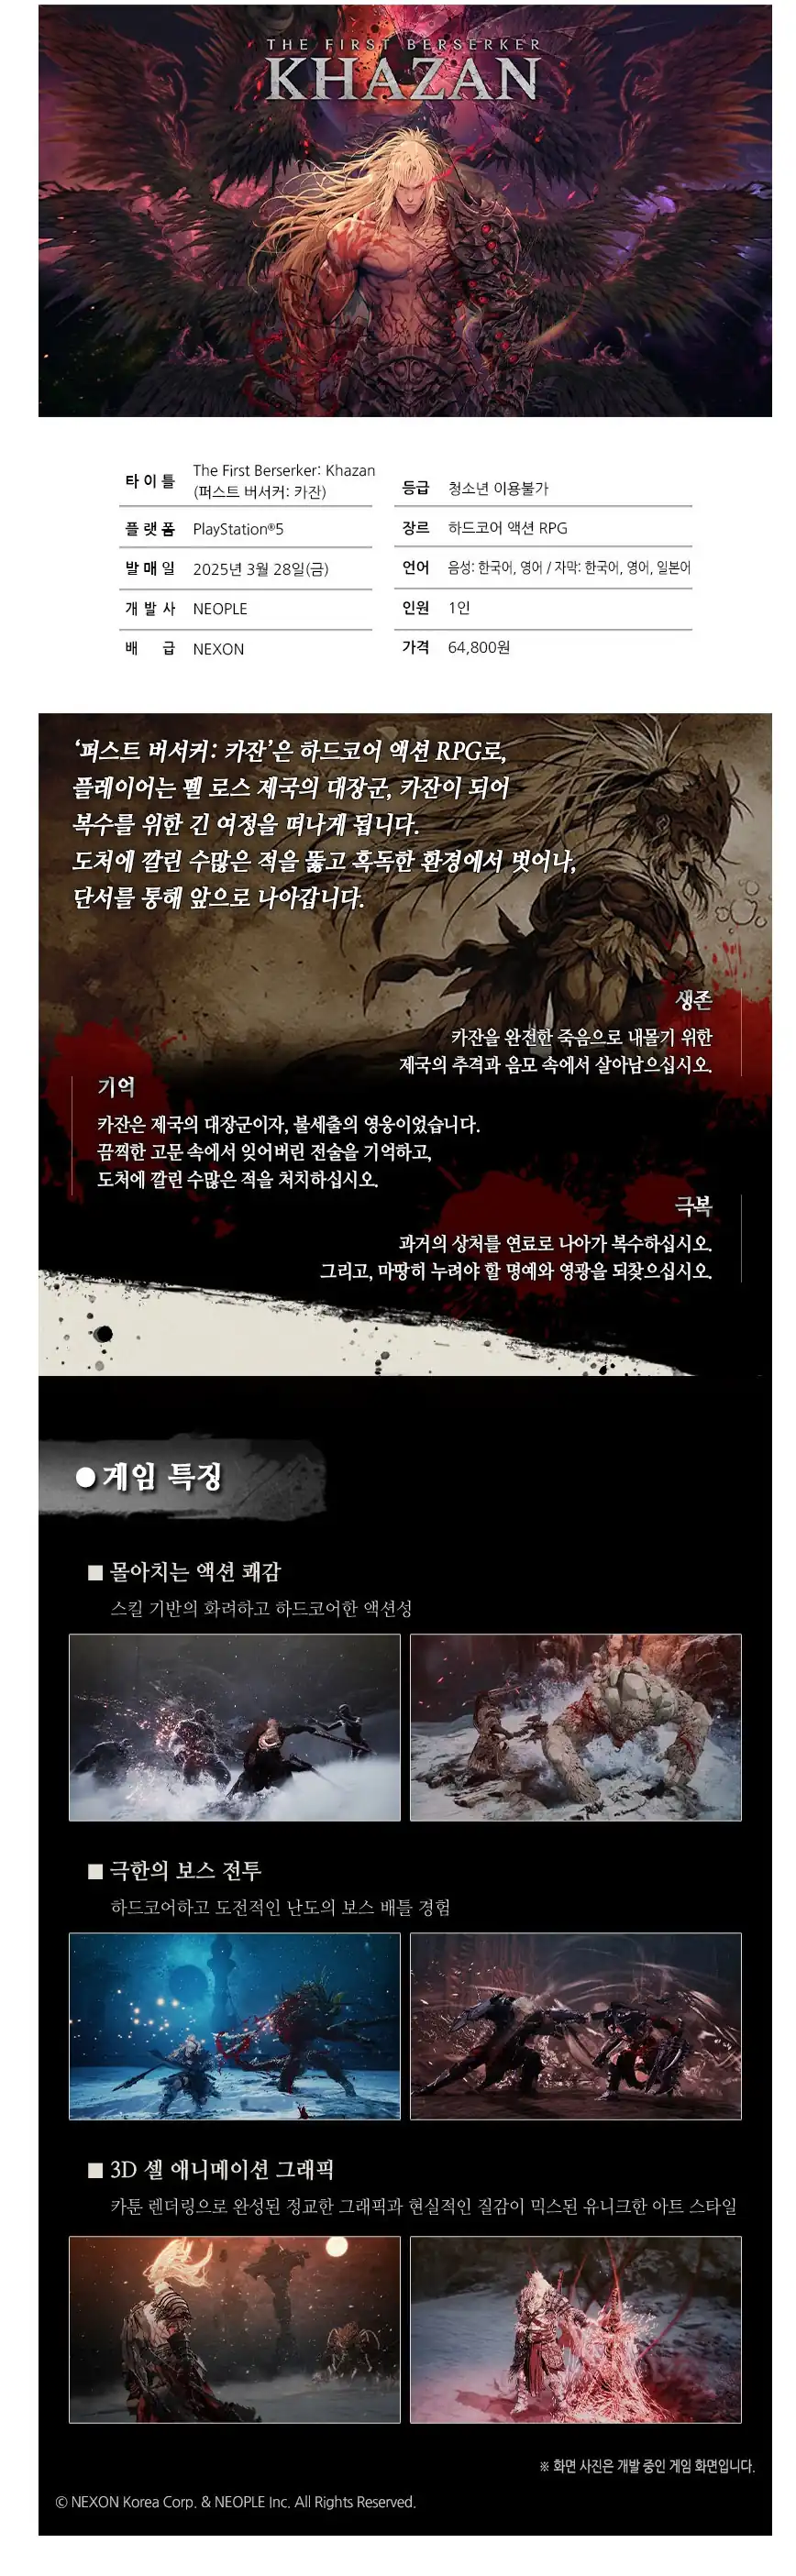 THE FIRST BERSERKER
KHAZAN
타이틀 The First Berserker: Khazan
(퍼스트 버서커: 카잔)
플랫폼 PlayStation®5
발매일 2025년 3월 28일(금)
개발사 NEOPLE
배 급 NEXON
등급 청소년 이용불가
장르 하드코어 액션 RPG
언어 음성: 한국어, 영어 / 자막: 한국어, 영어, 일본어
인원 1인
가격 64,800원
‘퍼스트 버서커: 카잔’은 하드코어 액션 RPG로,
플레이어는 펠 로스 제국의 대장군, 카잔이 되어
복수를 위한 긴 여정을 떠나게 됩니다.
도처에 깔린 수많은 적을 뚫고 혹독한 환경에서 벗어나,
단서를 통해 앞으로 나아갑니다.
생존
카잔을 완전한 죽음으로 내몰기 위한
제국의 추격과 음모 속에서 살아남으십시오.
기억
카잔은 제국의 대장군이자, 불세출의 영웅이었습니다.
끔찍한 고문 속에서 잊어버린 전술을 기억하고,
도처에 깔린 수많은 적을 처치하십시오.
극복
과거의 상처를 연료로 나아가 복수하십시오.
그리고, 마땅히 누려야 할 명예와 영광을 되찾으십시오.
● 게임 특징
■ 몰아치는 액션 쾌감
스킬 기반의 화려하고 하드코어한 액션성
■ 극한의 보스 전투
하드코어하고 도전적인 난도의 보스 배틀 경험
■ 3D 셀 애니메이션 그래픽
카툰 렌더링으로 완성된 정교한 그래픽과 현실적인 질감이 믹스된 유니크한 아트 스타일
※ 화면 사진은 개발 중인 게임 화면입니다.
© NEXON Korea Corp. & NEOPLE Inc. All Rights Reserved.